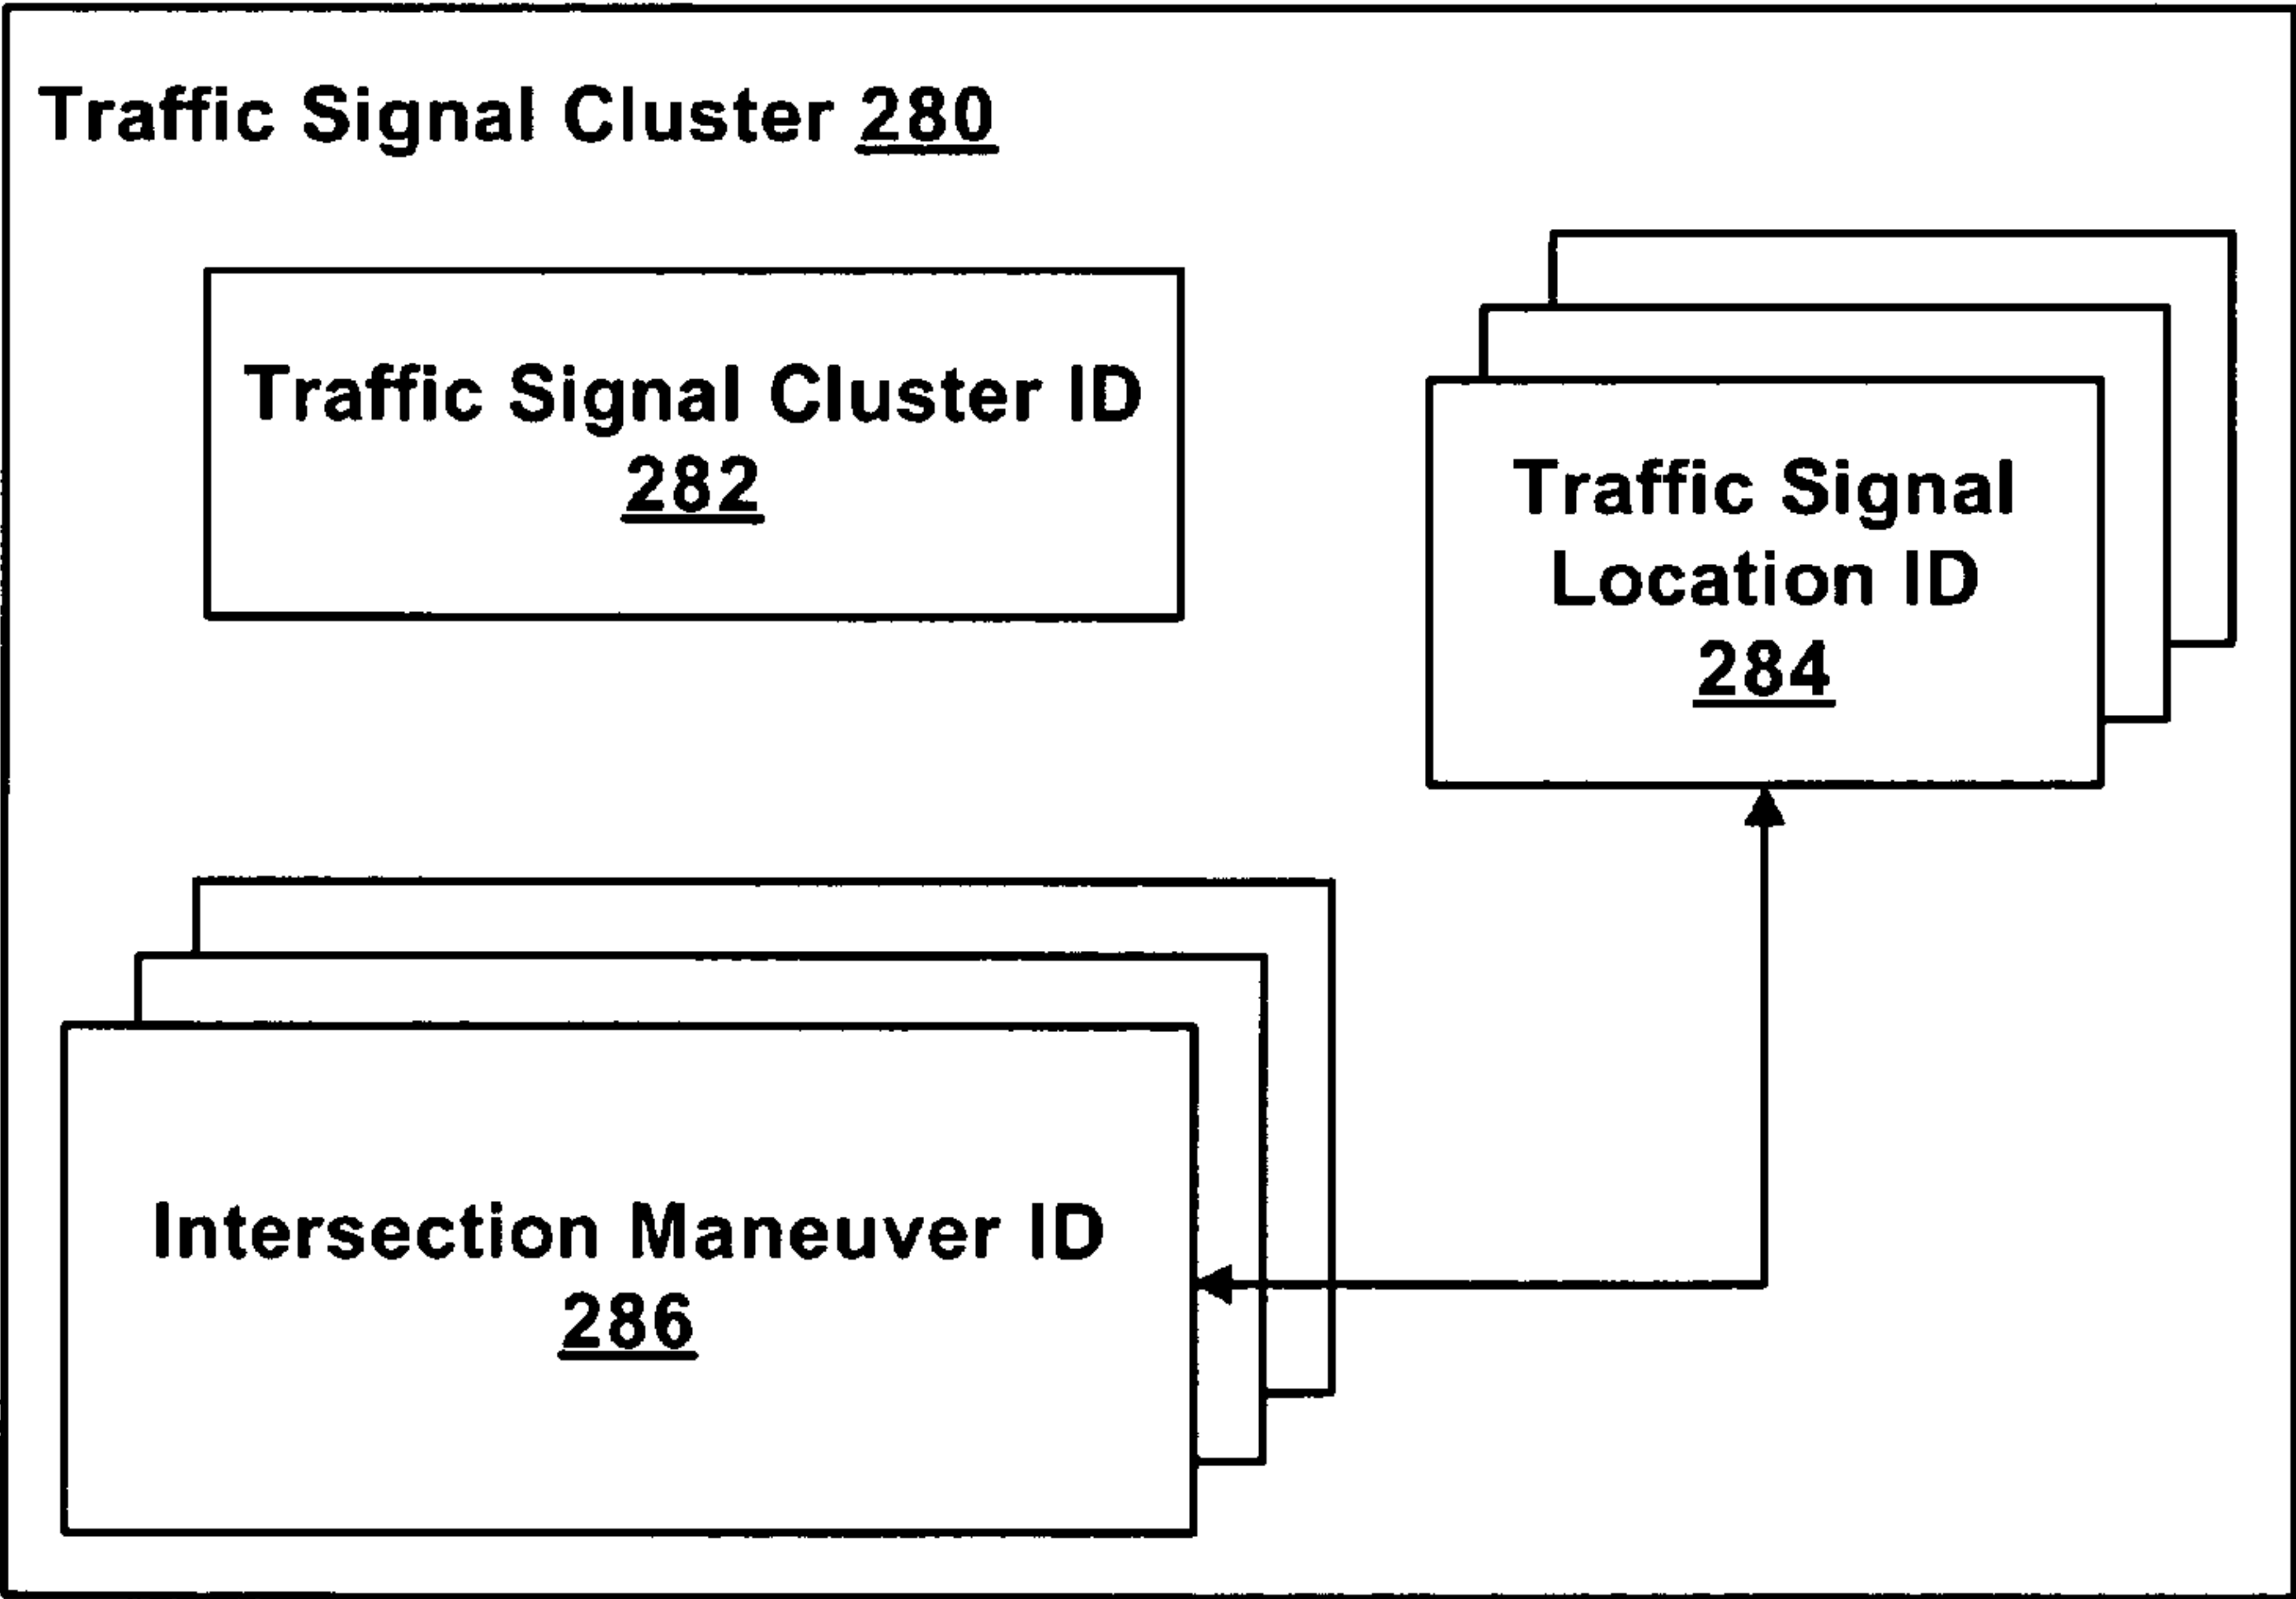 Traffic Signal Cluster 280
Traffic Signal Cluster ID
282
Traffic Signal
Location ID
284
Intersection Maneuver ID
286